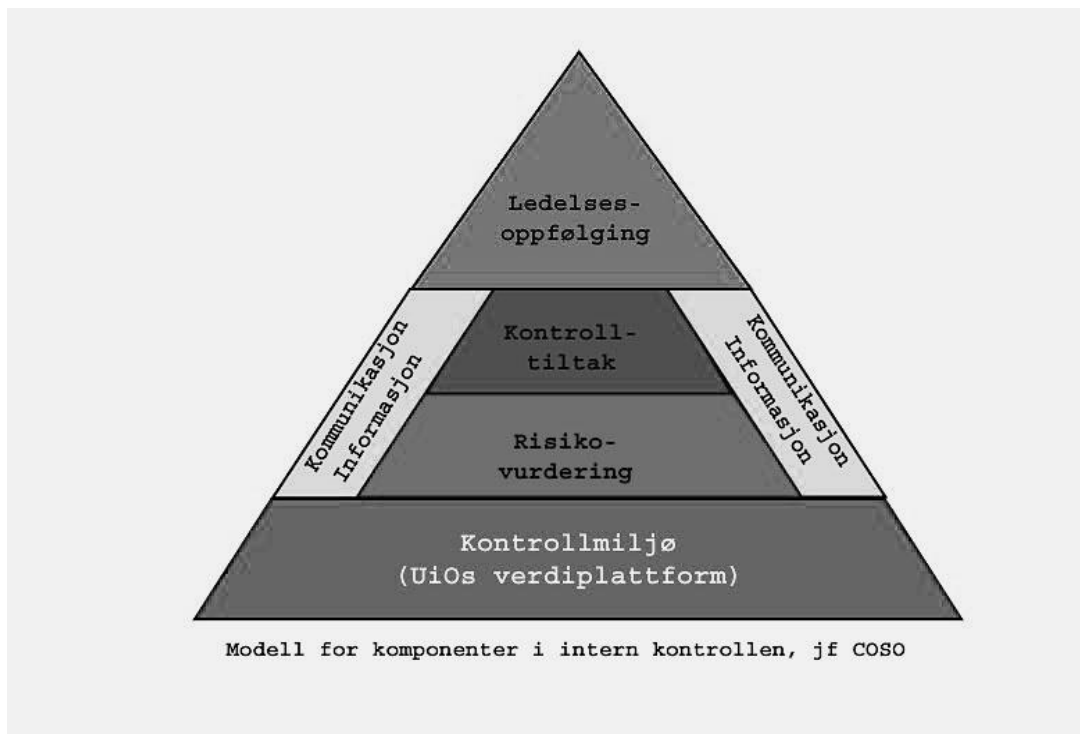 Ledelses-
oppfølging
Kommunikasjon
Informasjon
Kontroll-
tiltak
Kommunikasjon
Informasjon
Risiko-
vurdering
Kontrollmiljø
(UiOs verdiplattform)
Modell for komponenter i intern kontrollen, jf COSO